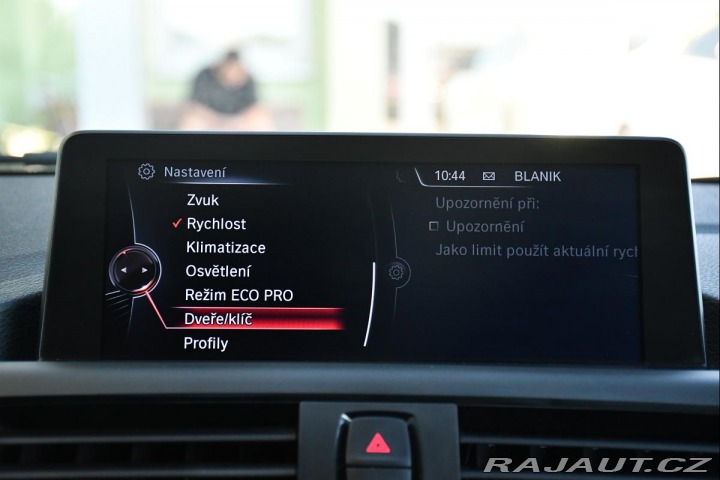 Nastavení
10:44 BLANIK
Zvuk
Rychlost
Klimatizace
Osvětlení
Režim ECO PRO
Dveře/klíč
Profily
Upozornění při:
Upozornění
Jako limit použít aktuální rych
RAJAUT.CZ